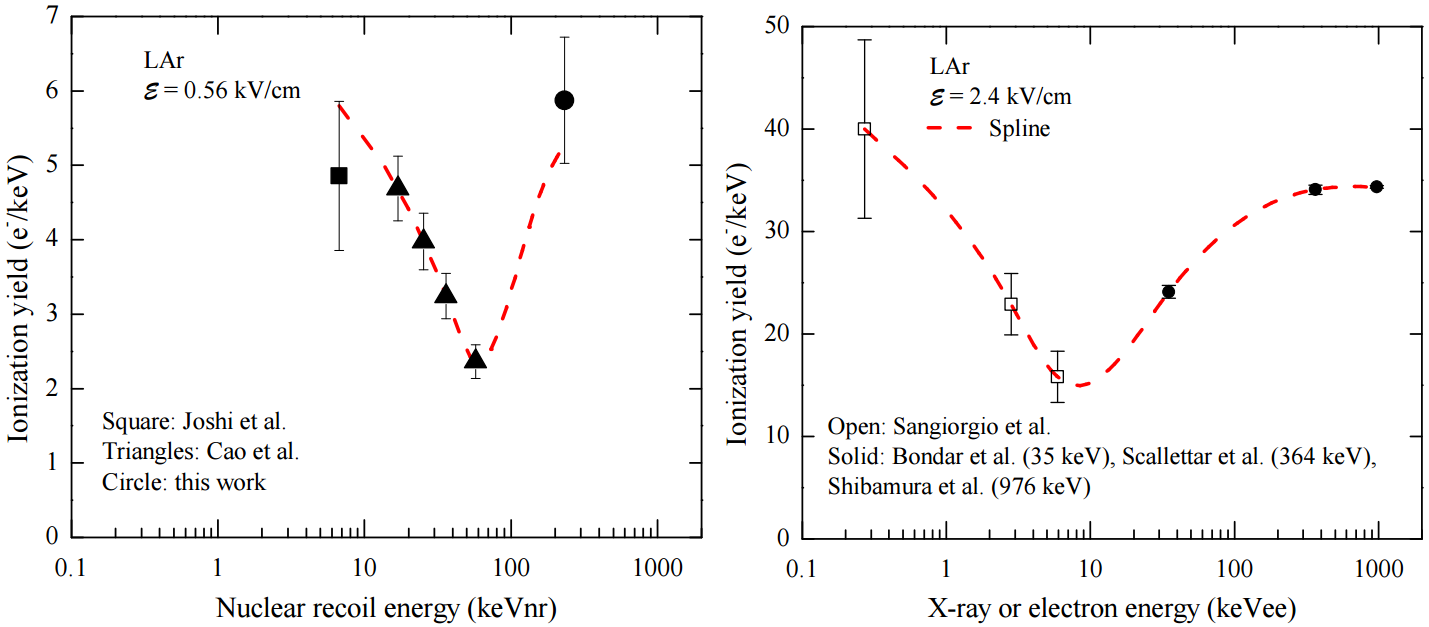 7
6
5
4
3
2
1
0
Ionization yield (e-/keV)
LAr
ℰ = 0.56 kV/cm
Square: Joshi et al.
Triangles: Cao et al.
Circle: this work
0.1 1 10 100 1000
Nuclear recoil energy (keVnr)
50
40
30
20
10
0
Ionization yield (e-/keV)
LAr
ℰ = 2.4 kV/cm
Spline
Open: Sangiorgio et al.
Solid: Bondar et al. (35 keV), Scallettar et al. (364 keV),
Shibamura et al. (976 keV)
0.1 1 10 100 1000
X-ray or electron energy (keVee)